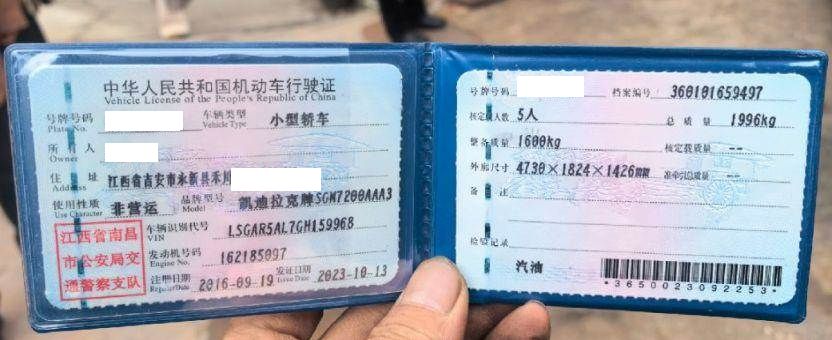 中华人民共和国机动车行驶证
Vehicle License of the People's Republic of China
号牌号码 车辆类型 小型轿车
Plate No. Vehicle Type
所有人
Owner
住址 江西省吉安市永新县禾川
Address
使用性质 非营运 品牌型号 凯迪拉克牌SGM7200AAA3
Use Character Model
江西省南昌
市公安局交
通警察支队
车辆识别代号 LSGAR5AL7GH159968
VIN
发动机号码 162185097
Engine No.
注册日期 2016-09-19 发证日期 2023-10-13
Register Date Issue Date
号牌号码 档案编号 360101659497
核定载人数 5人 总质量 1996kg
整备质量 1600kg 核定载质量 --
外廓尺寸 4730×1824×1426mm 准牵引总质量 --
备注
检验记录
汽油
*3650023092253*